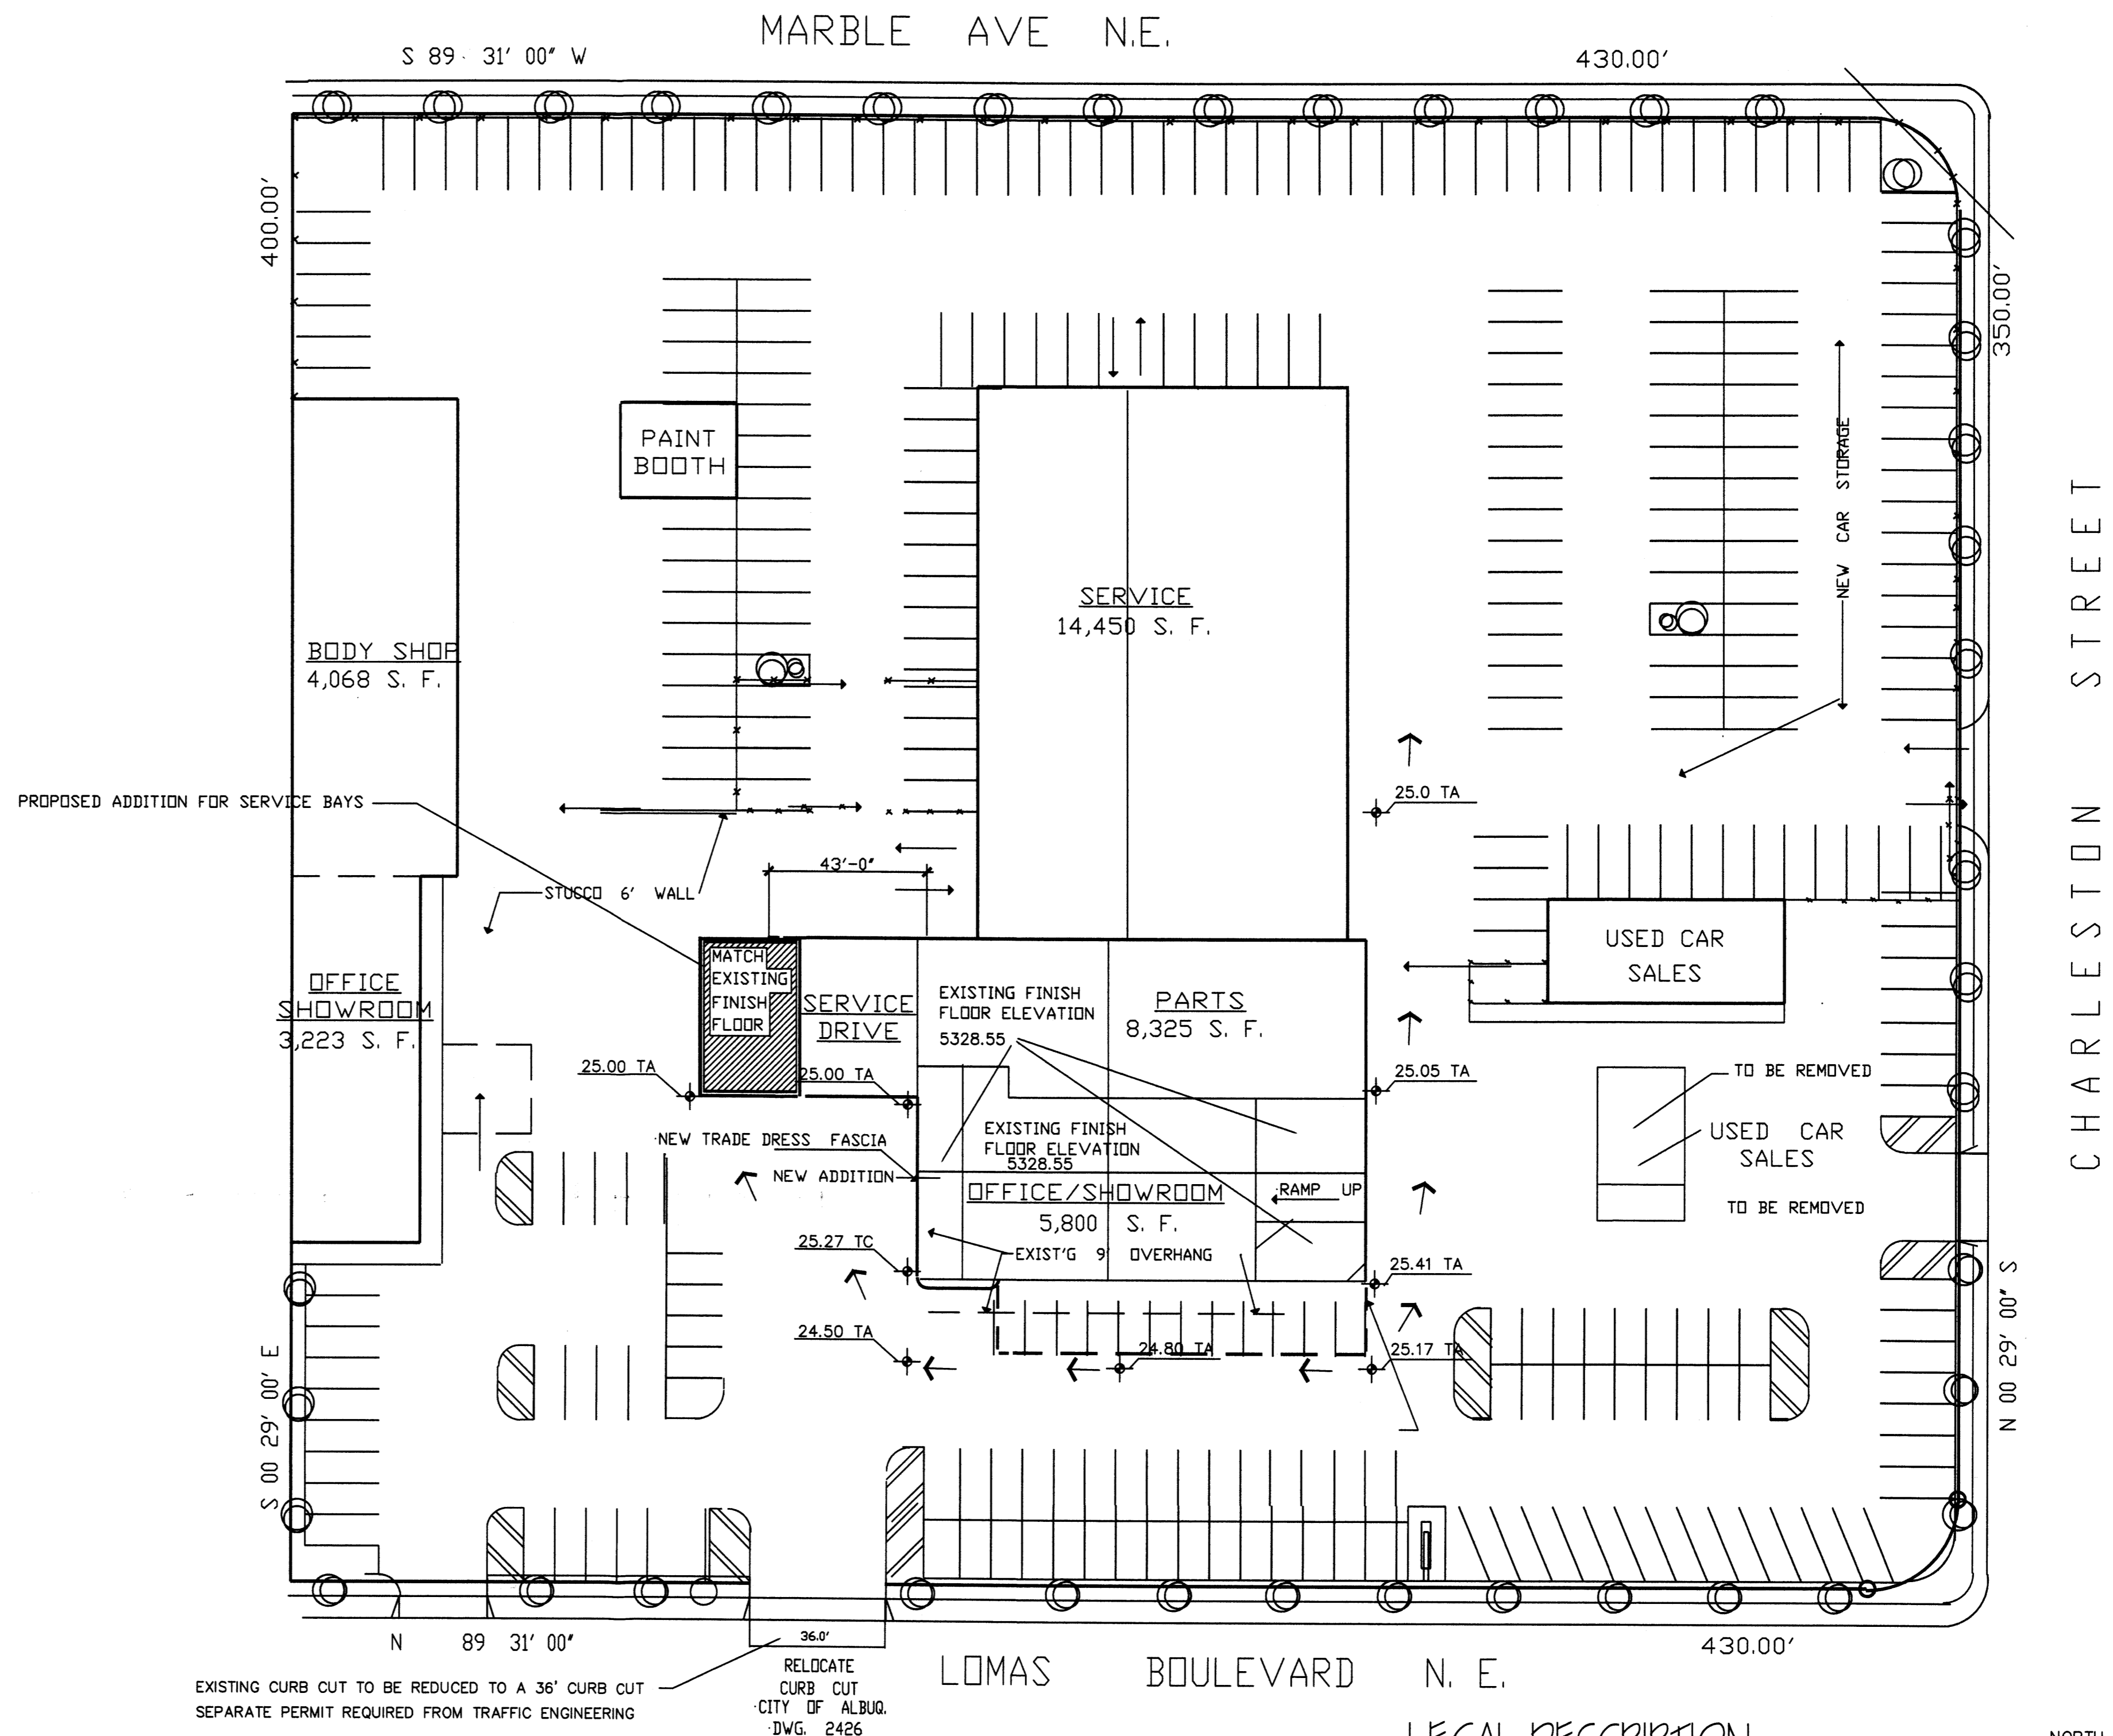 MARBLE AVE N.E.
S 89· 31' 00" W
430.00'
400.00'
350.00'
PAINT
BOOTH
NEW CAR STORAGE
SERVICE
14,450 S. F.
BODY SHOP
4,068 S. F.
CHARLESTON STREET
PROPOSED ADDITION FOR SERVICE BAYS
25.0 TA
43'-0"
STUCCO 6' WALL
USED CAR
SALES
MATCH
EXISTING
FINISH
FLOOR
SERVICE
DRIVE
EXISTING FINISH
FLOOR ELEVATION
5328.55
PARTS
8,325 S. F.
OFFICE
SHOWROOM
3,223 S. F.
25.00 TA
25.00 TA
25.05 TA
TO BE REMOVED
USED CAR
SALES
TO BE REMOVED
·NEW TRADE DRESS FASCIA
NEW ADDITION
EXISTING FINISH
FLOOR ELEVATION
5328.55
OFFICE/SHOWROOM
5,800 S. F.
RAMP UP
EXIST'G 9' OVERHANG
25.27 TC
25.41 TA
24.50 TA
24.80 TA
25.17 TA
S 00 29' 00' E
N 00 29' 00" S
N 89 31' 00"
36.0'
430.00'
RELOCATE
CURB CUT
·CITY OF ALBUQ.
·DWG. 2426
LOMAS BOULEVARD N. E.
EXISTING CURB CUT TO BE REDUCED TO A 36' CURB CUT
SEPARATE PERMIT REQUIRED FROM TRAFFIC ENGINEERING
LEGAL DESCRIPTION
NORTH